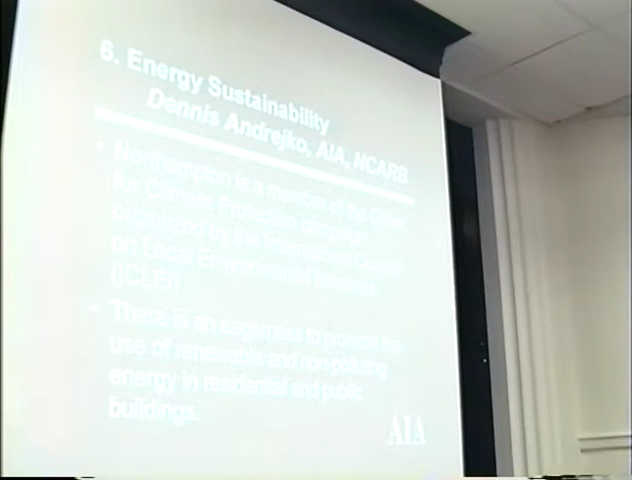 6. Energy Sustainability
Dennis Andrejko, AIA, NCARB
• Northampton is a member of the Cities
for Climate Protection campaign
organized by the International Council
on Local Environmental Initiatives
(ICLEI)
• There is an eagerness to promote the
use of renewable and non-polluting
energy in residential and public
buildings.
AIA